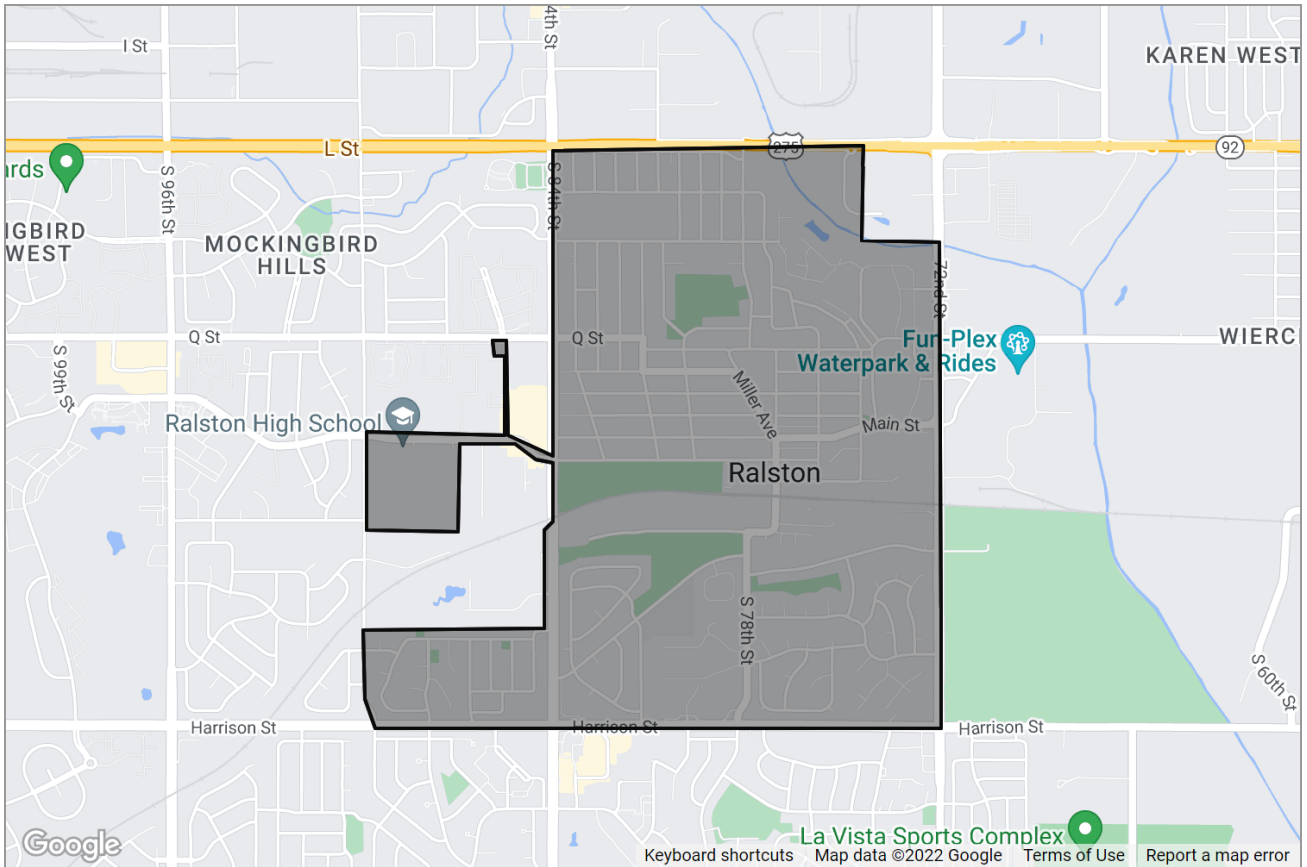 4th St
I St
KAREN WEST
L St
275
92
ards
S 96th St
S 84th St
IGBIRD
WEST
MOCKINGBIRD
HILLS
72nd St
Q St
Q St
Fun-Plex
Waterpark & Rides
WIERCI
S 99th St
Miller Ave
Ralston High School
Main St
Ralston
S 78th St
S 60th St
Harrison St
Harrison St
Harrison St
La Vista Sports Complex
Google
Keyboard shortcuts
Map data ©2022 Google
Terms of Use
Report a map error